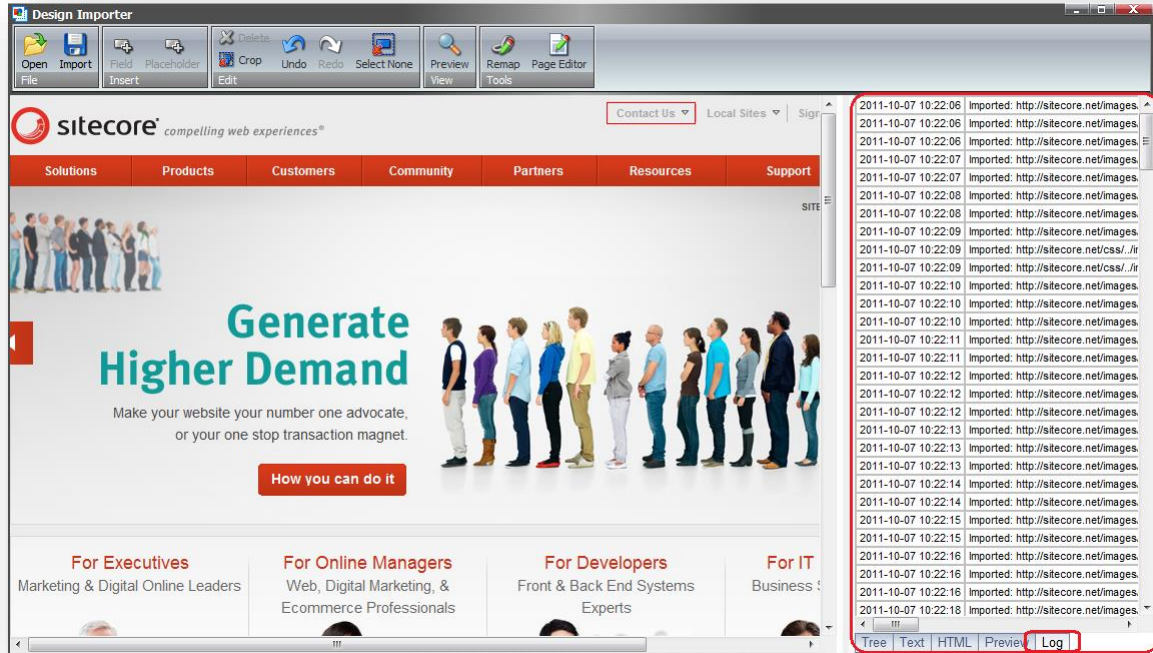 Design Importer
Open Import Field Placeholder Delete Crop Undo Redo Select None Preview Remap Page Editor
File Insert Edit View Tools
sitecore compelling web experiences®
Contact Us Local Sites Sign
Solutions Products Customers Community Partners Resources Support
SITE
Generate
Higher Demand
Make your website your number one advocate,
or your one stop transaction magnet.
How you can do it
For Executives
Marketing & Digital Online Leaders
For Online Managers
Web, Digital Marketing, &
Ecommerce Professionals
For Developers
Front & Back End Systems
Experts
For IT
Business
2011-10-07 10:22:06 Imported: http://sitecore.net/images.
2011-10-07 10:22:06 Imported: http://sitecore.net/images.
2011-10-07 10:22:06 Imported: http://sitecore.net/images.
2011-10-07 10:22:07 Imported: http://sitecore.net/images.
2011-10-07 10:22:07 Imported: http://sitecore.net/images.
2011-10-07 10:22:08 Imported: http://sitecore.net/images.
2011-10-07 10:22:08 Imported: http://sitecore.net/images.
2011-10-07 10:22:09 Imported: http://sitecore.net/images.
2011-10-07 10:22:09 Imported: http://sitecore.net/css/../ir
2011-10-07 10:22:09 Imported: http://sitecore.net/css/../ir
2011-10-07 10:22:10 Imported: http://sitecore.net/images.
2011-10-07 10:22:10 Imported: http://sitecore.net/images.
2011-10-07 10:22:10 Imported: http://sitecore.net/images.
2011-10-07 10:22:11 Imported: http://sitecore.net/images.
2011-10-07 10:22:11 Imported: http://sitecore.net/images.
2011-10-07 10:22:12 Imported: http://sitecore.net/images.
2011-10-07 10:22:12 Imported: http://sitecore.net/images.
2011-10-07 10:22:12 Imported: http://sitecore.net/images.
2011-10-07 10:22:13 Imported: http://sitecore.net/images.
2011-10-07 10:22:13 Imported: http://sitecore.net/images.
2011-10-07 10:22:13 Imported: http://sitecore.net/images.
2011-10-07 10:22:14 Imported: http://sitecore.net/images.
2011-10-07 10:22:14 Imported: http://sitecore.net/images.
2011-10-07 10:22:15 Imported: http://sitecore.net/images.
2011-10-07 10:22:15 Imported: http://sitecore.net/images.
2011-10-07 10:22:16 Imported: http://sitecore.net/images.
2011-10-07 10:22:16 Imported: http://sitecore.net/images.
2011-10-07 10:22:16 Imported: http://sitecore.net/images.
2011-10-07 10:22:18 Imported: http://sitecore.net/images.
Tree Text HTML Preview Log